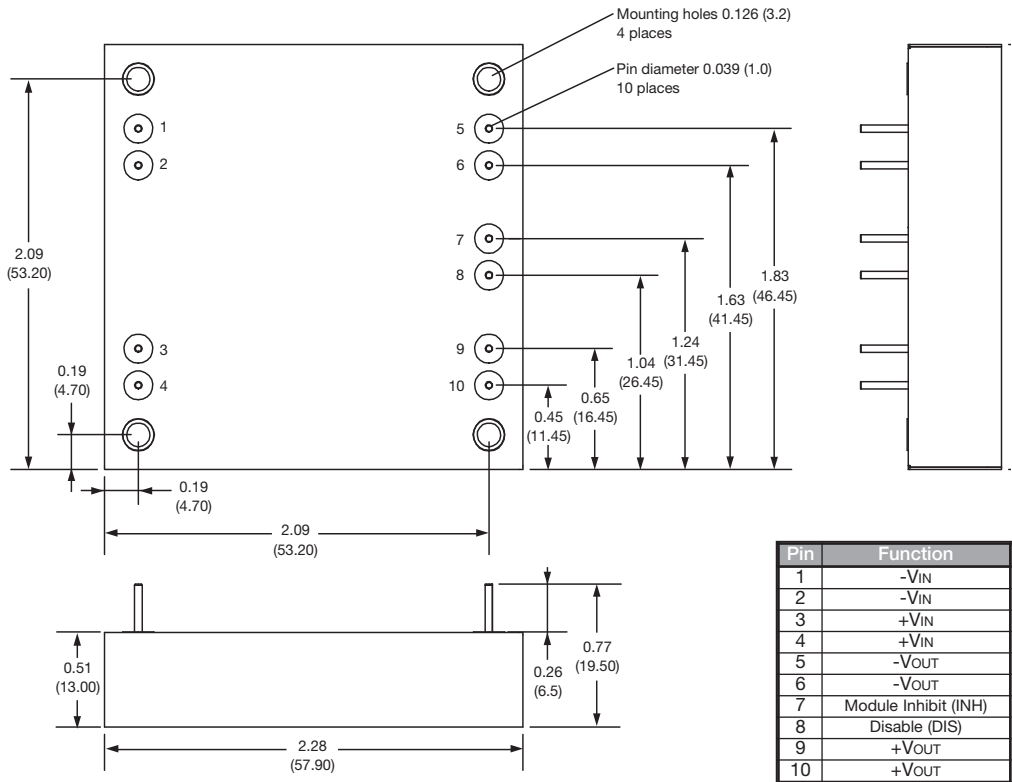 Mounting holes 0.126 (3.2)
4 places
Pin diameter 0.039 (1.0)
10 places
1
2
3
4
5
6
7
8
9
10
2.09
(53.20)
0.19
(4.70)
0.19
(4.70)
2.09
(53.20)
0.45
(11.45)
0.65
(16.45)
1.04
(26.45)
1.24
(31.45)
1.63
(41.45)
1.83
(46.45)
0.51
(13.00)
0.26
(6.5)
0.77
(19.50)
2.28
(57.90)
Pin Function
1 -VIN
2 -VIN
3 +VIN
4 +VIN
5 -VOUT
6 -VOUT
7 Module Inhibit (INH)
8 Disable (DIS)
9 +VOUT
10 +VOUT